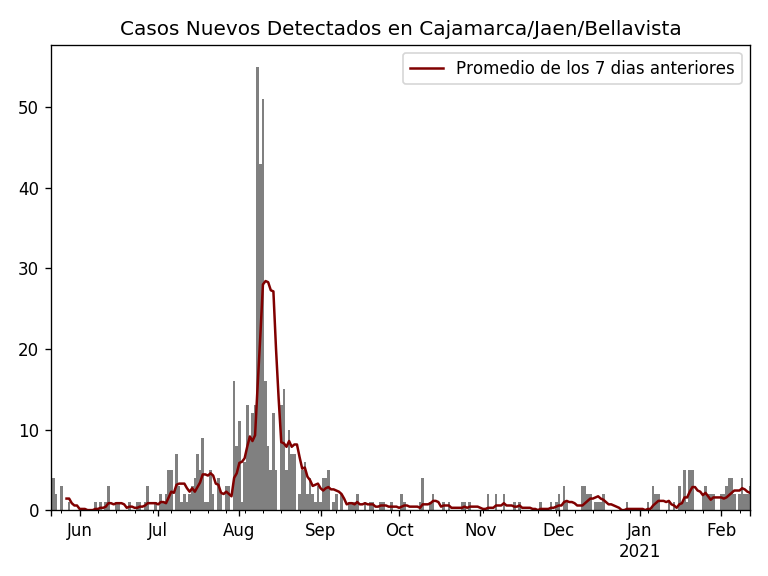 Casos Nuevos Detectados en Cajamarca/Jaen/Bellavista
Promedio de los 7 dias anteriores
50
40
30
20
10
0
Jun Jul Aug Sep Oct Nov Dec Jan Feb
2021